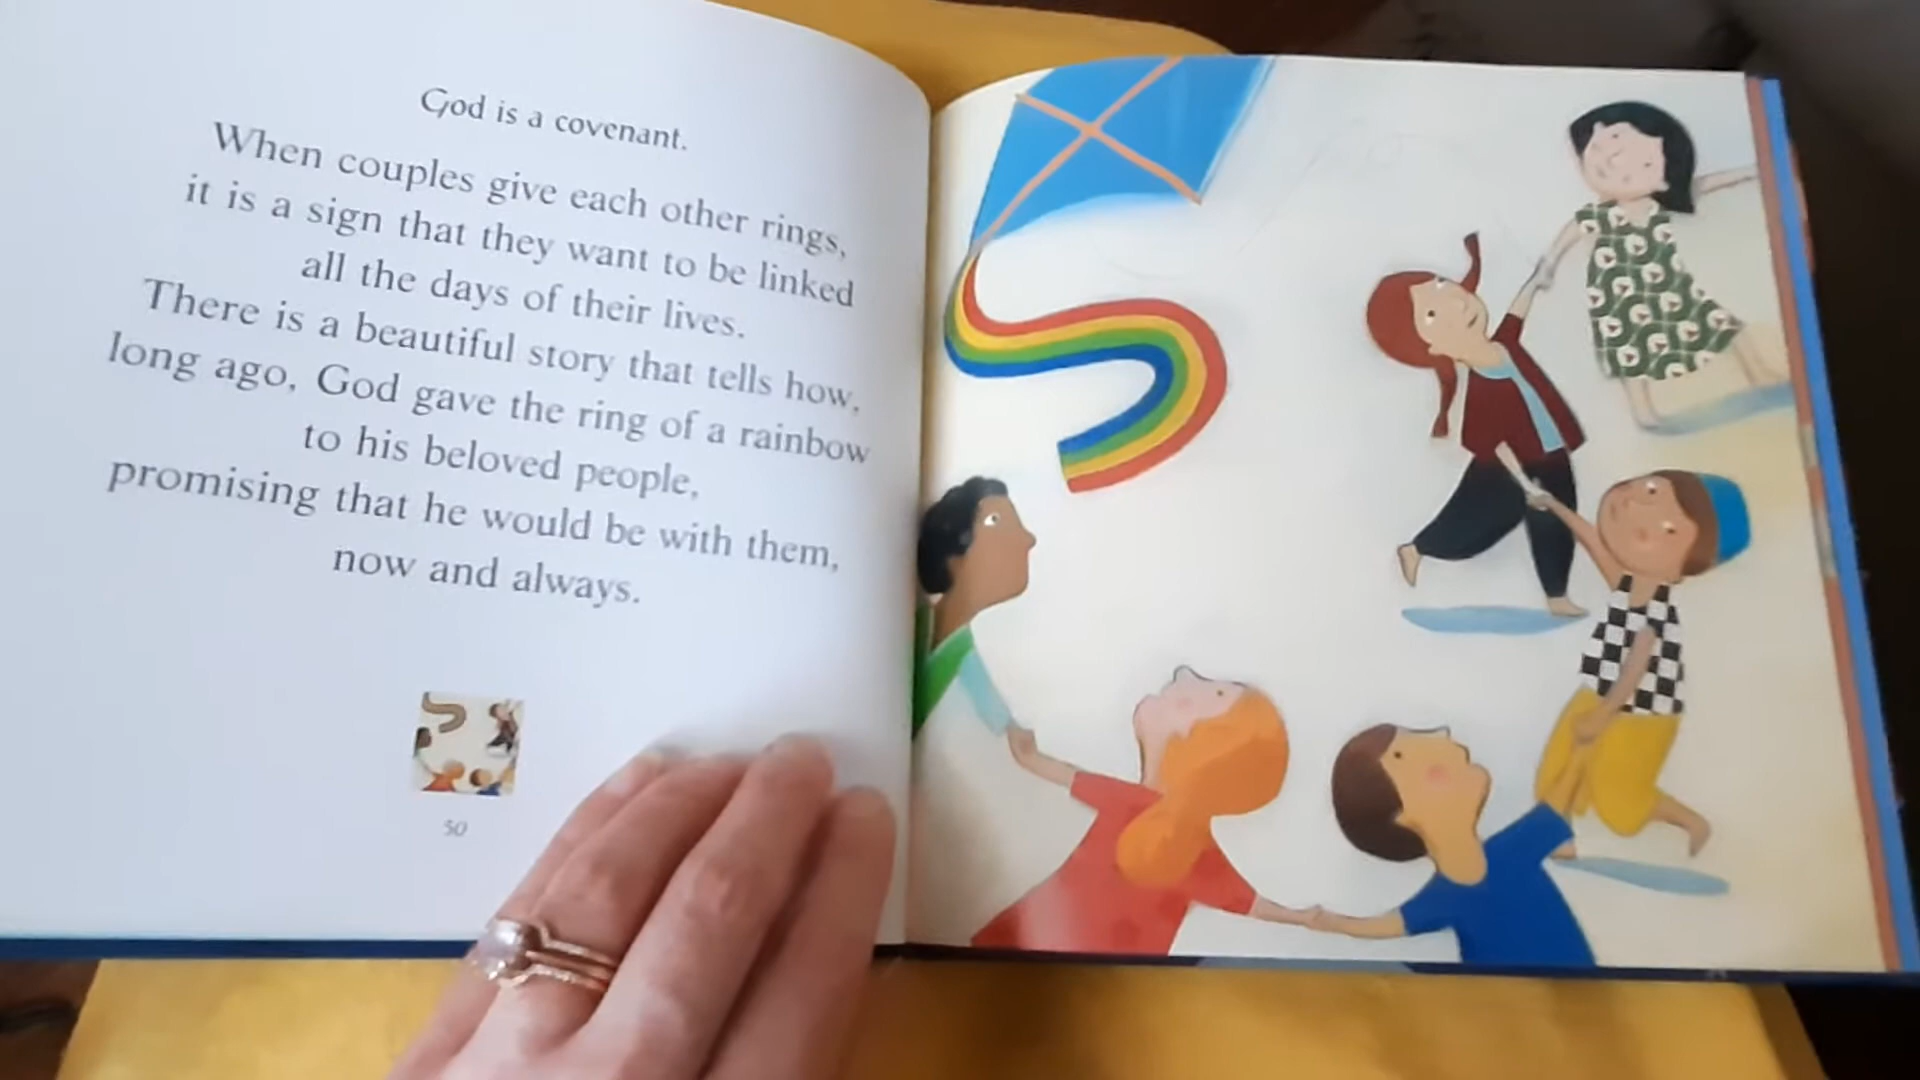 God is a covenant.
When couples give each other rings,
it is a sign that they want to be linked
all the days of their lives.
There is a beautiful story that tells how,
long ago, God gave the ring of a rainbow
to his beloved people,
promising that he would be with them,
now and always.
50